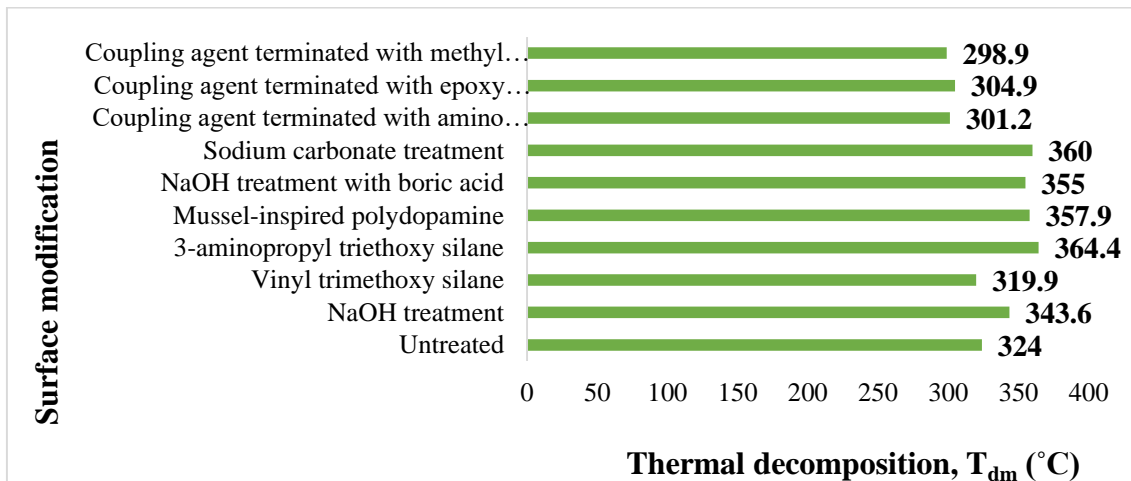 Surface modification
Coupling agent terminated with methyl… 298.9
Coupling agent terminated with epoxy… 304.9
Coupling agent terminated with amino… 301.2
Sodium carbonate treatment 360
NaOH treatment with boric acid 355
Mussel-inspired polydopamine 357.9
3-aminopropyl triethoxy silane 364.4
Vinyl trimethoxy silane 319.9
NaOH treatment 343.6
Untreated 324
0 50 100 150 200 250 300 350 400
Thermal decomposition, Tdm (˚C)